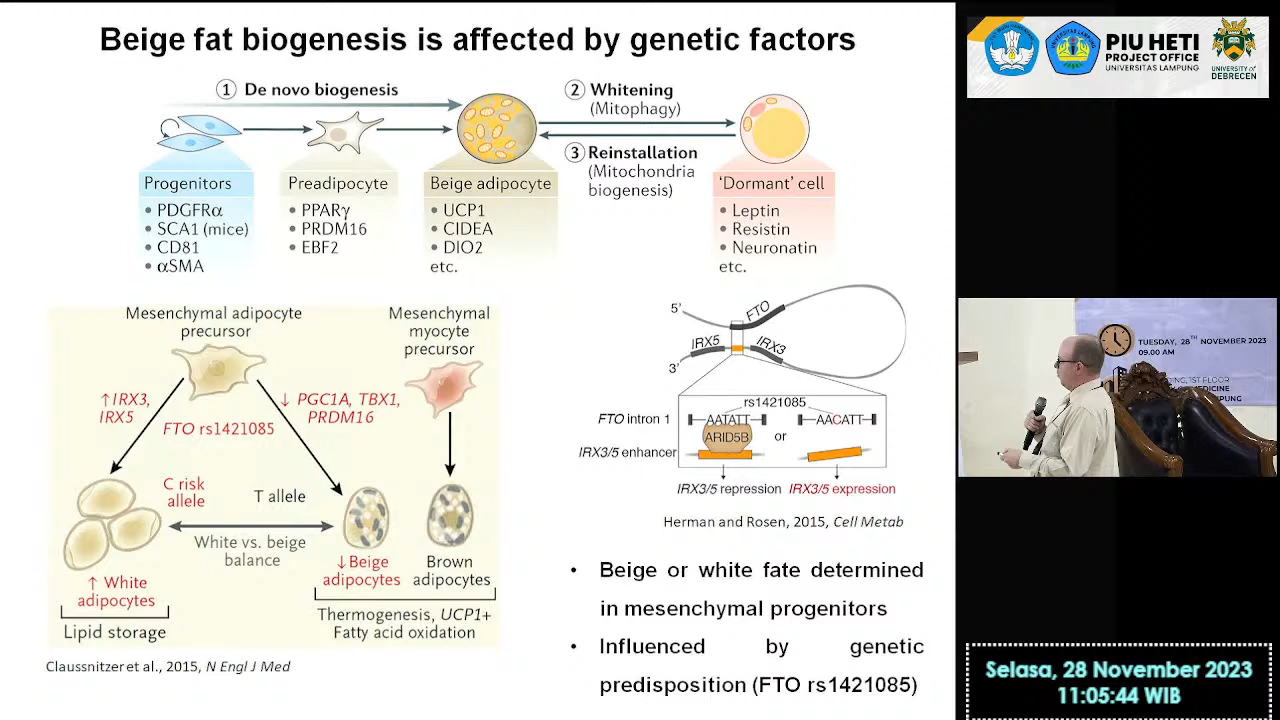 Beige fat biogenesis is affected by genetic factors
1 De novo biogenesis
2 Whitening
(Mitophagy)
3 Reinstallation
(Mitochondria
biogenesis)
Progenitors
• PDGFRα
• SCA1 (mice)
• CD81
• αSMA
Preadipocyte
• PPARγ
• PRDM16
• EBF2
Beige adipocyte
• UCP1
• CIDEA
• DIO2
etc.
'Dormant' cell
• Leptin
• Resistin
• Neuronatin
etc.
Mesenchymal adipocyte
precursor
Mesenchymal
myocyte
precursor
↑IRX3,
IRX5
FTO rs1421085
↓ PGC1A, TBX1,
PRDM16
C risk
allele
T allele
White vs. beige
balance
↑ White
adipocytes
Lipid storage
↓Beige
adipocytes
Brown
adipocytes
Thermogenesis, UCP1+
Fatty acid oxidation
Claussnitzer et al., 2015, N Engl J Med
5'
FTO
IRX5
IRX3
3'
rs1421085
FTO intron 1
AATATT
AACATT
ARID5B
or
IRX3/5 enhancer
IRX3/5 repression
IRX3/5 expression
Herman and Rosen, 2015, Cell Metab
• Beige or white fate determined
in mesenchymal progenitors
• Influenced by genetic
predisposition (FTO rs1421085)
PIU HETI
PROJECT OFFICE
UNIVERSITAS LAMPUNG
UNIVERSITY of
DEBRECEN
TUESDAY, 28TH NOVEMBER 2023
09.00 AM
1ST FLOOR
Selasa, 28 November 2023
11:05:44 WIB